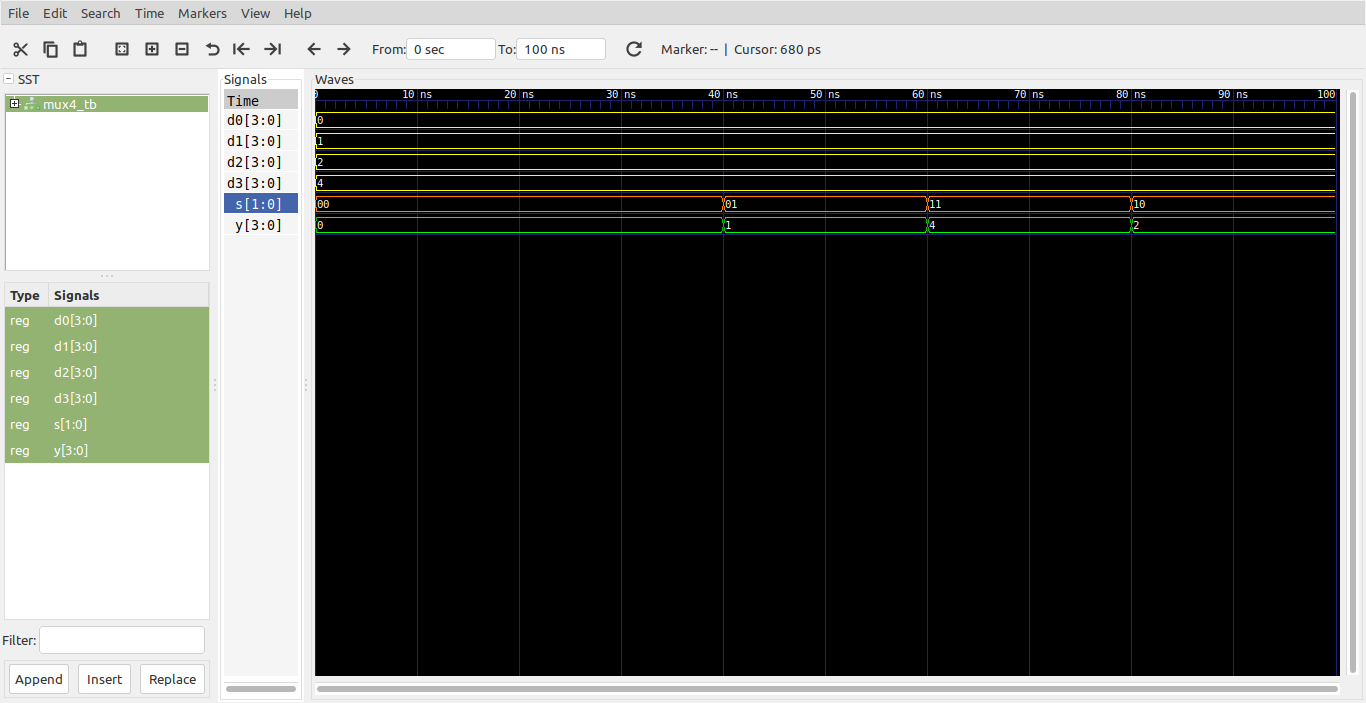 File Edit Search Time Markers View Help
From: 0 sec To: 100 ns Marker: -- | Cursor: 680 ps
SST
mux4_tb
Type Signals
reg d0[3:0]
reg d1[3:0]
reg d2[3:0]
reg d3[3:0]
reg s[1:0]
reg y[3:0]
Filter:
Append Insert Replace
Signals
Time
d0[3:0]
d1[3:0]
d2[3:0]
d3[3:0]
s[1:0]
y[3:0]
Waves
0 10 ns 20 ns 30 ns 40 ns 50 ns 60 ns 70 ns 80 ns 90 ns 100
0
1
2
4
00 01 11 10
0 1 4 2